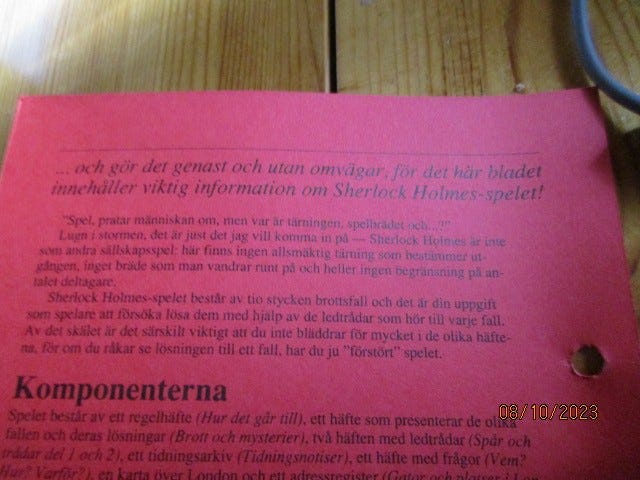 ... och gör det genast och utan omvägar, för det här bladet
innehåller viktig information om Sherlock Holmes-spelet!
"Spel, pratar människan om, men var är tärningen, spelbrädet och...?"
Lugn i stormen, det är just det jag vill komma in på — Sherlock Holmes är inte
som andra sällskapsspel: här finns ingen allsmäktig tärning som bestämmer ut-
gången, inget bräde som man vandrar runt på och heller ingen begränsning på an-
talet deltagare.
Sherlock Holmes-spelet består av tio stycken brottsfall och det är din uppgift
som spelare att försöka lösa dem med hjälp av de ledtrådar som hör till varje fall.
Av det skälet är det särskilt viktigt att du inte bläddrar för mycket i de olika häfte-
na, för om du råkar se lösningen till ett fall, har du ju "förstört" spelet.
Komponenterna
Spelet består av ett regelhäfte (Hur det går till), ett häfte som presenterar de olika
fallen och deras lösningar (Brott och mysterier), två häften med ledtrådar (Spår och
trådar del 1 och 2), ett tidningsarkiv (Tidningsnotiser), ett häfte med frågor (Vem?
Hur? Varför?), en karta över London och ett adressregister (Gator och platser i Lon-
08/10/2023